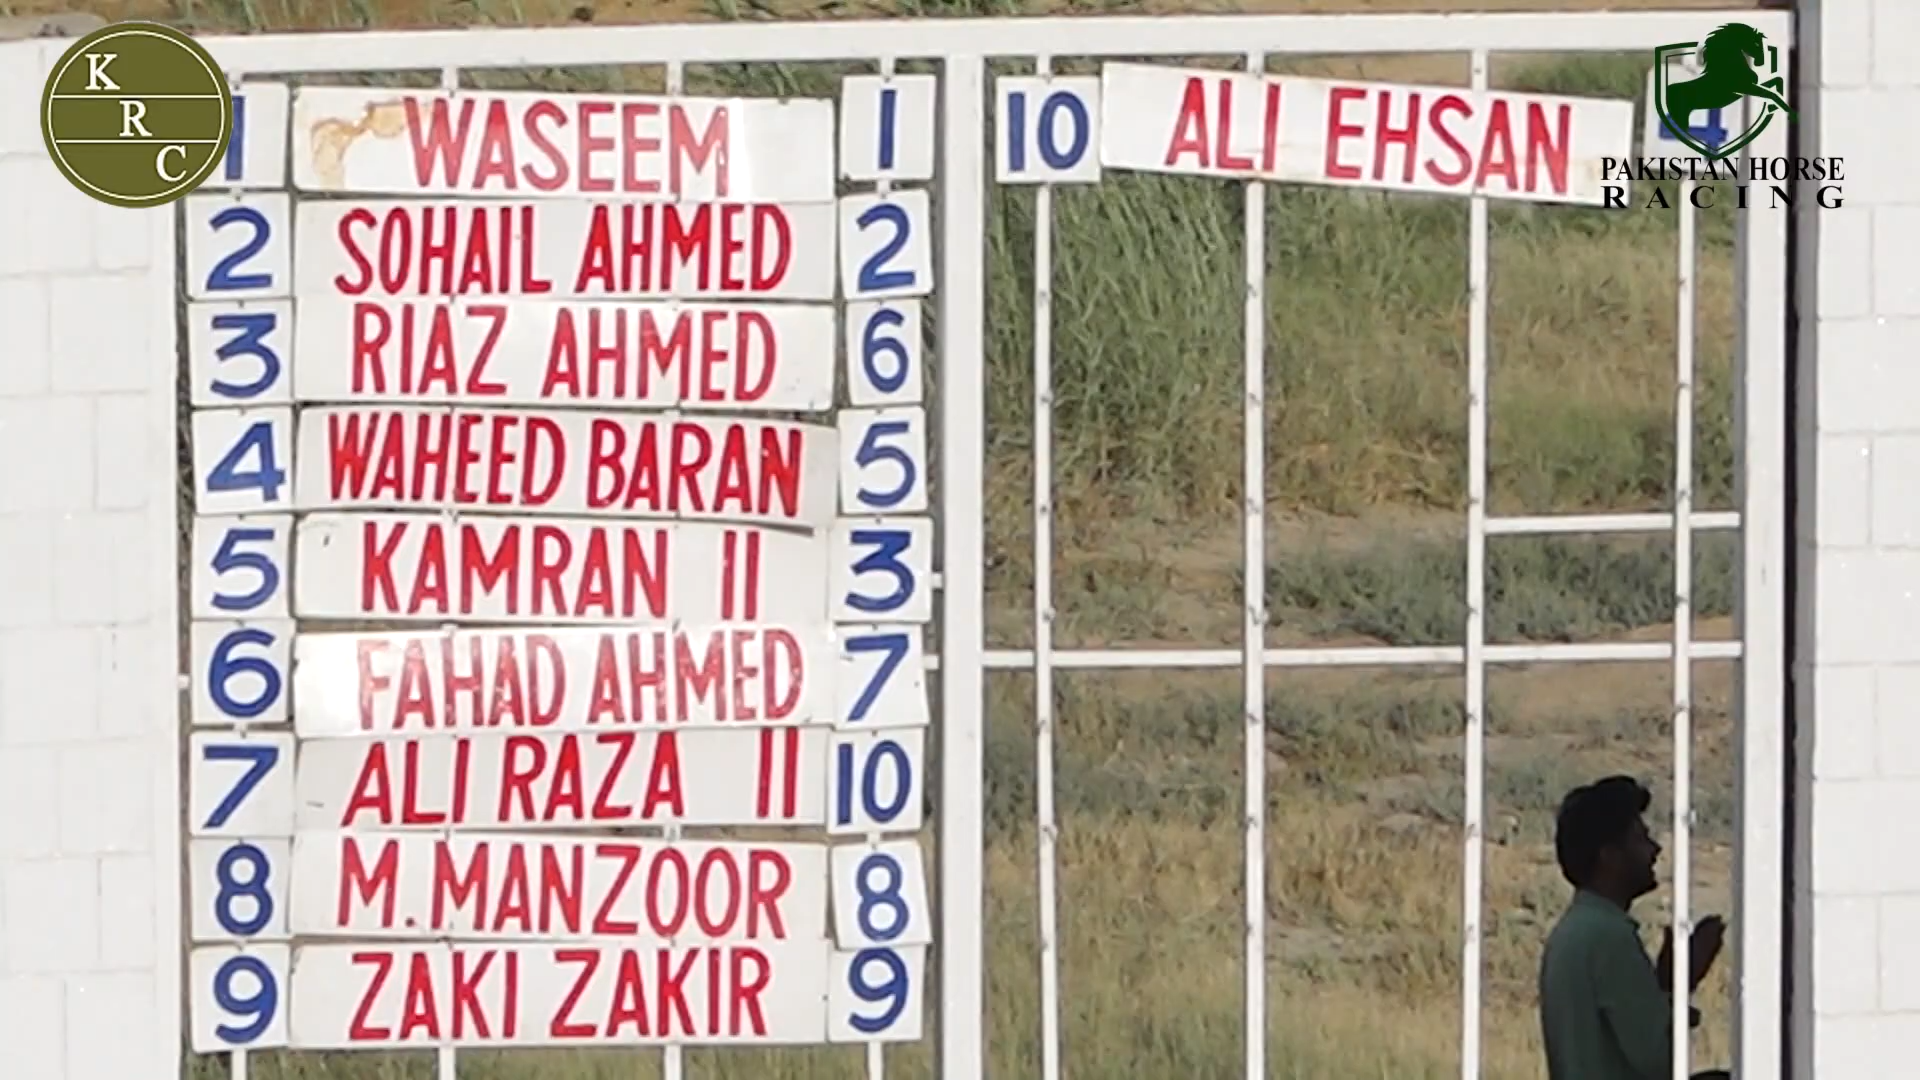 K
R
C
1 WASEEM 1
2 SOHAIL AHMED 2
3 RIAZ AHMED 6
4 WAHEED BARAN 5
5 KAMRAN II 3
6 FAHAD AHMED 7
7 ALI RAZA II 10
8 M.MANZOOR 8
9 ZAKI ZAKIR 9
10 ALI EHSAN 4
PAKISTAN HORSE
RACING